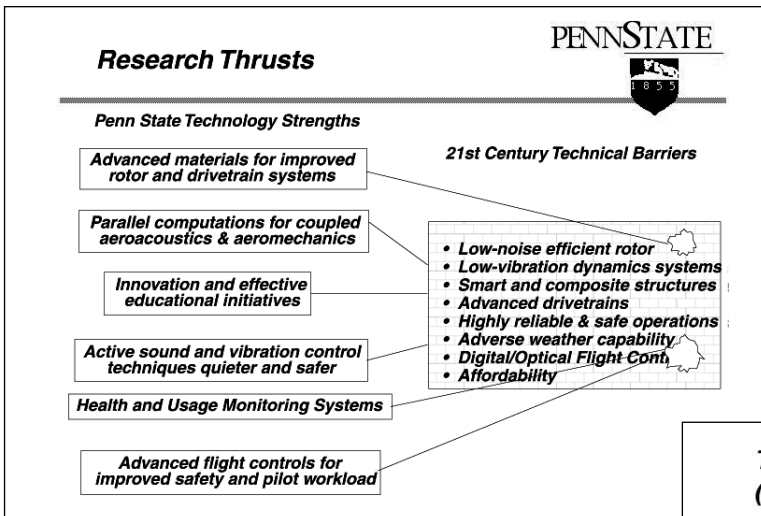 Research Thrusts
PENNSTATE
1855
Penn State Technology Strengths
21st Century Technical Barriers
Advanced materials for improved
rotor and drivetrain systems
Parallel computations for coupled
aeroacoustics & aeromechanics
Innovation and effective
educational initiatives
Active sound and vibration control
techniques quieter and safer
Health and Usage Monitoring Systems
Advanced flight controls for
improved safety and pilot workload
• Low-noise efficient rotor
• Low-vibration dynamics systems
• Smart and composite structures
• Advanced drivetrains
• Highly reliable & safe operations
• Adverse weather capability
• Digital/Optical Flight
• Affordability